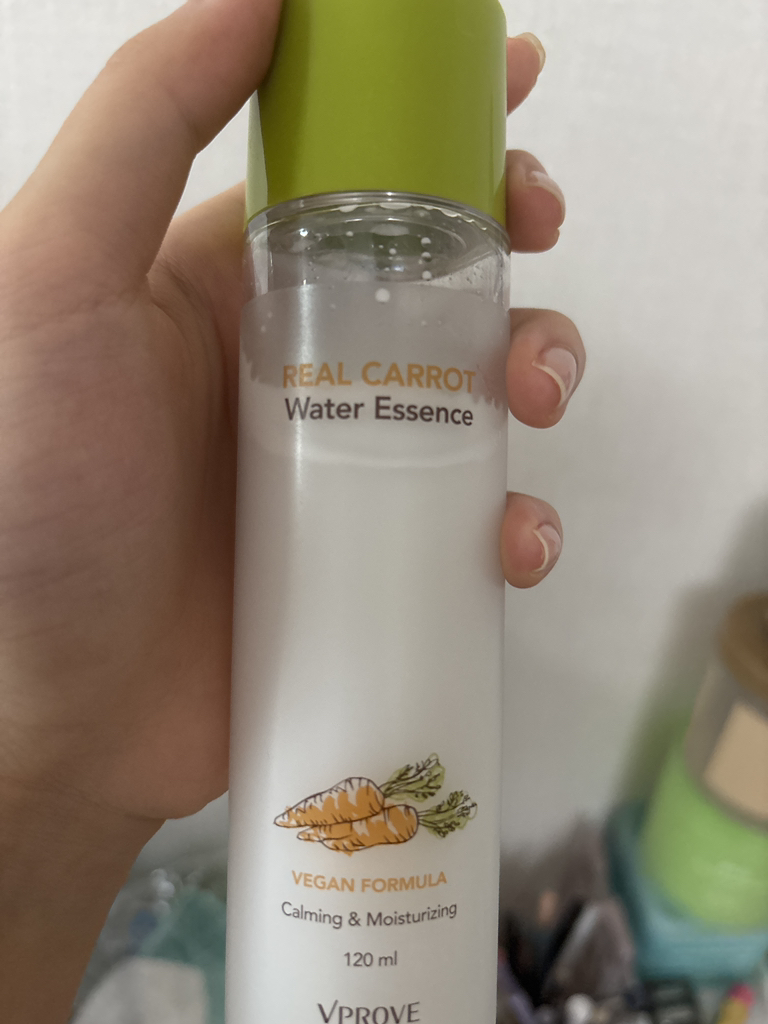 REAL CARROT
Water Essence
VEGAN FORMULA
Calming & Moisturizing
120 ml
VPROVE